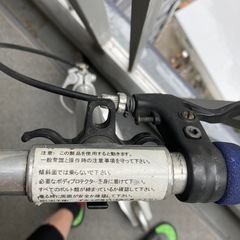 注意: この製品を使用すると動きます。
一般常識と操作時の注意事項を守って下さい。
傾斜面では乗らないで下さい。
必要なボディプロテクターを身に着けて下さい。
すべてのボルト類が締まっているか確認して下さい。